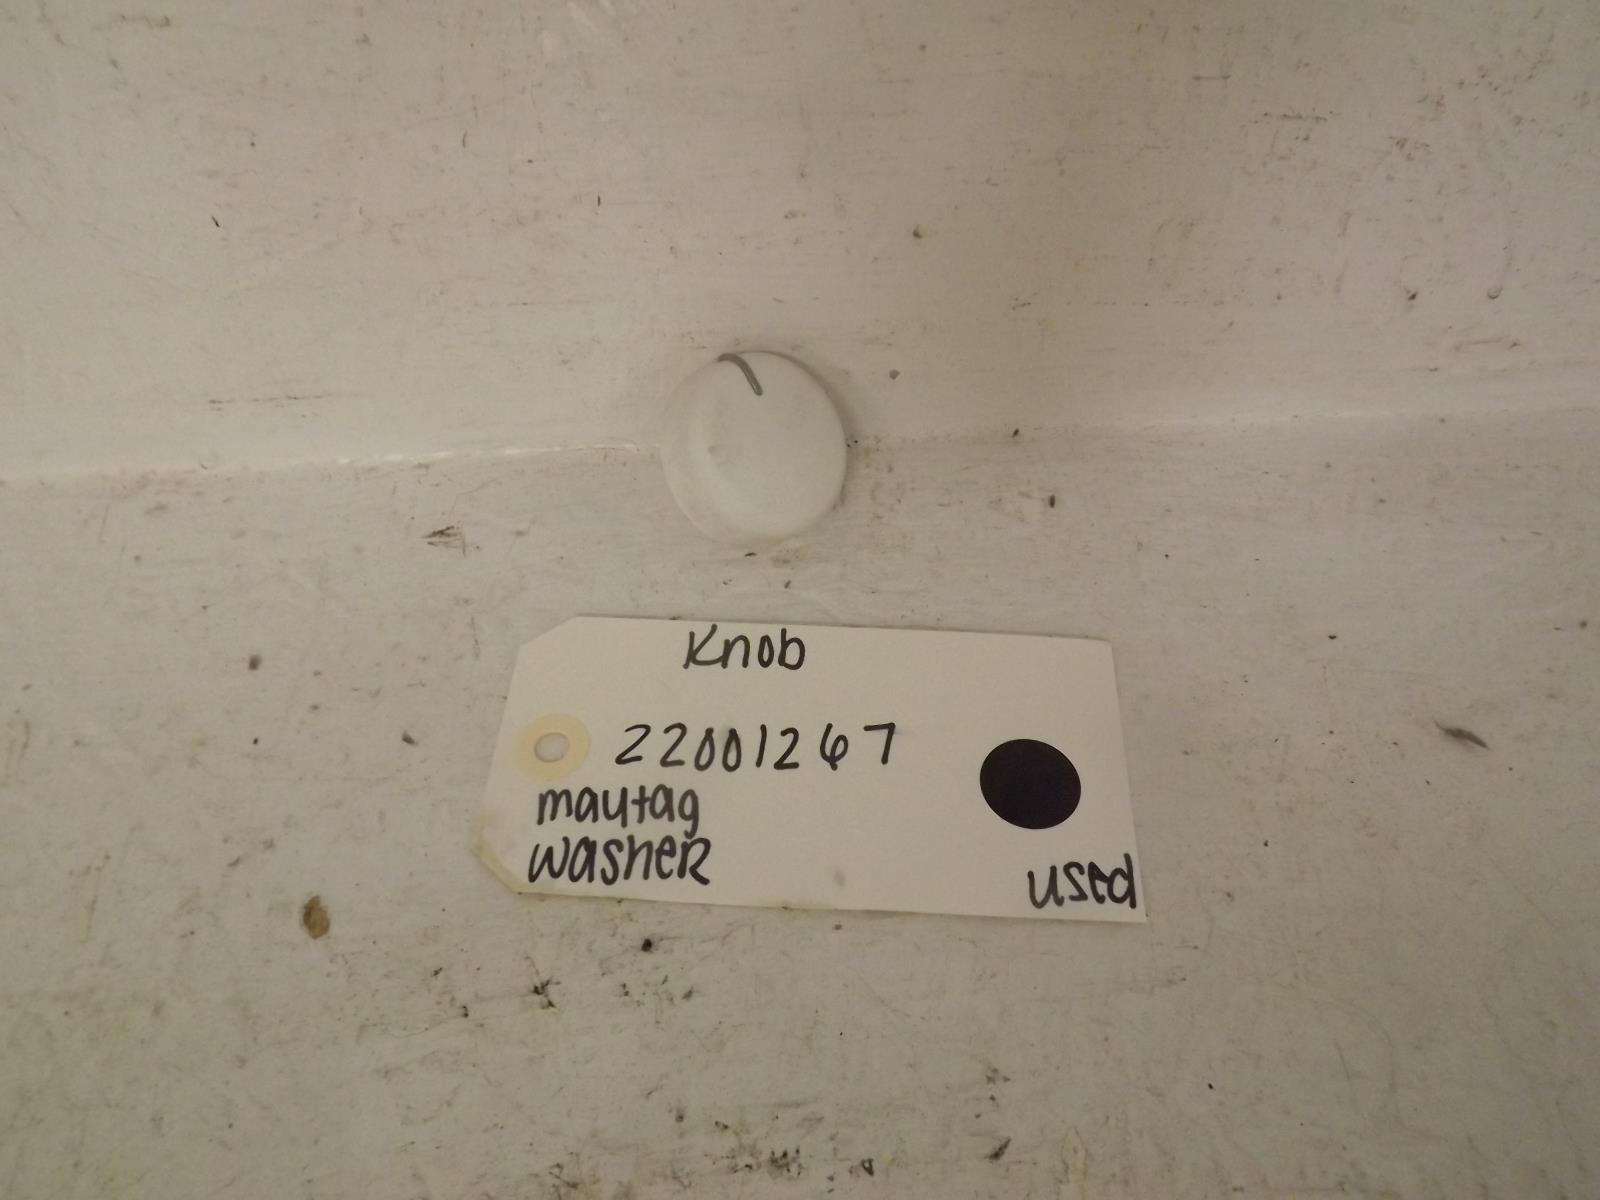 Knob
22001267
maytag
washer
used